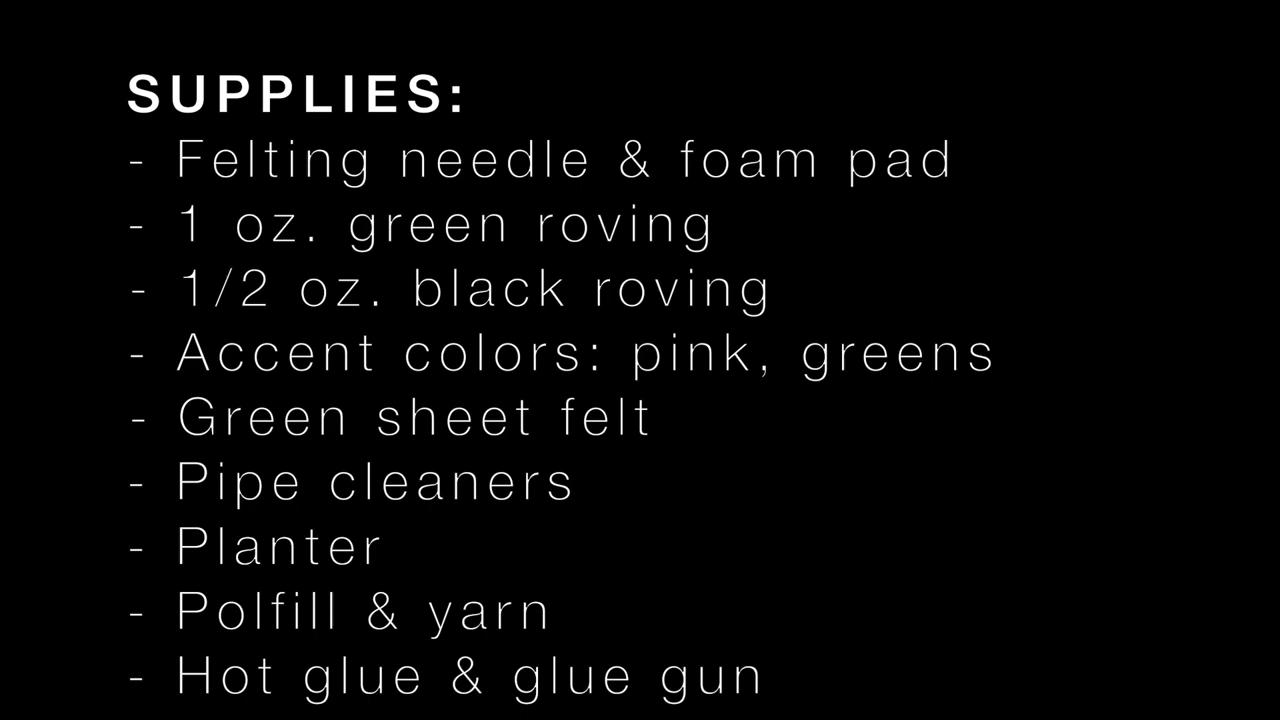 SUPPLIES:
- Felting needle & foam pad
- 1 oz. green roving
- 1/2 oz. black roving
- Accent colors: pink, greens
- Green sheet felt
- Pipe cleaners
- Planter
- Polfill & yarn
- Hot glue & glue gun